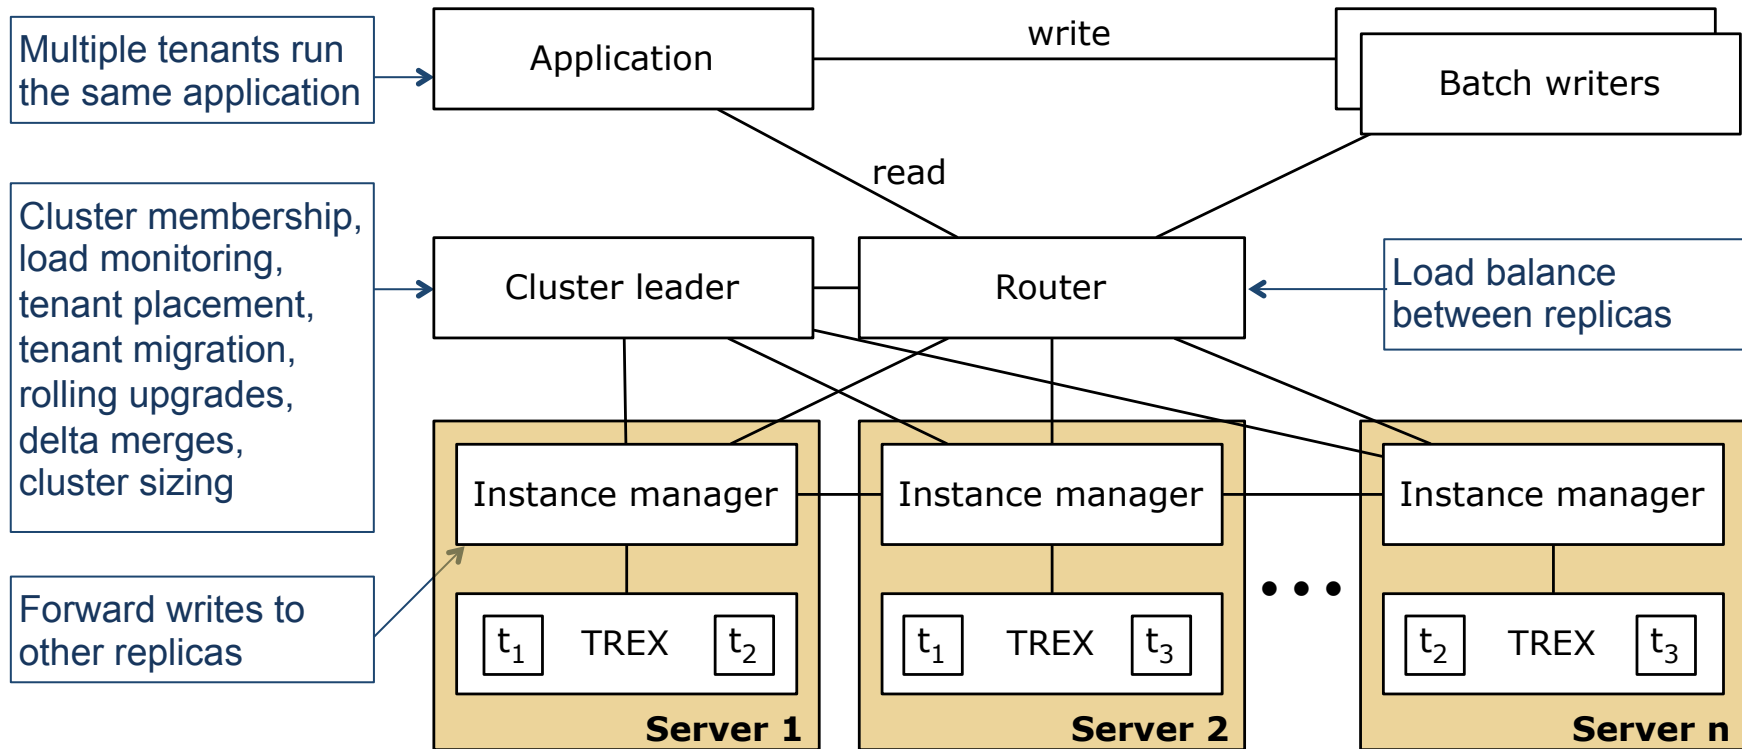 Multiple tenants run
the same application
Application
write
Batch writers
read
Cluster membership,
load monitoring,
tenant placement,
tenant migration,
rolling upgrades,
delta merges,
cluster sizing
Cluster leader
Router
Load balance
between replicas
Instance manager
Instance manager
Instance manager
Forward writes to
other replicas
t1 TREX t2
t1 TREX t3
• • •
t2 TREX t3
Server 1
Server 2
Server n